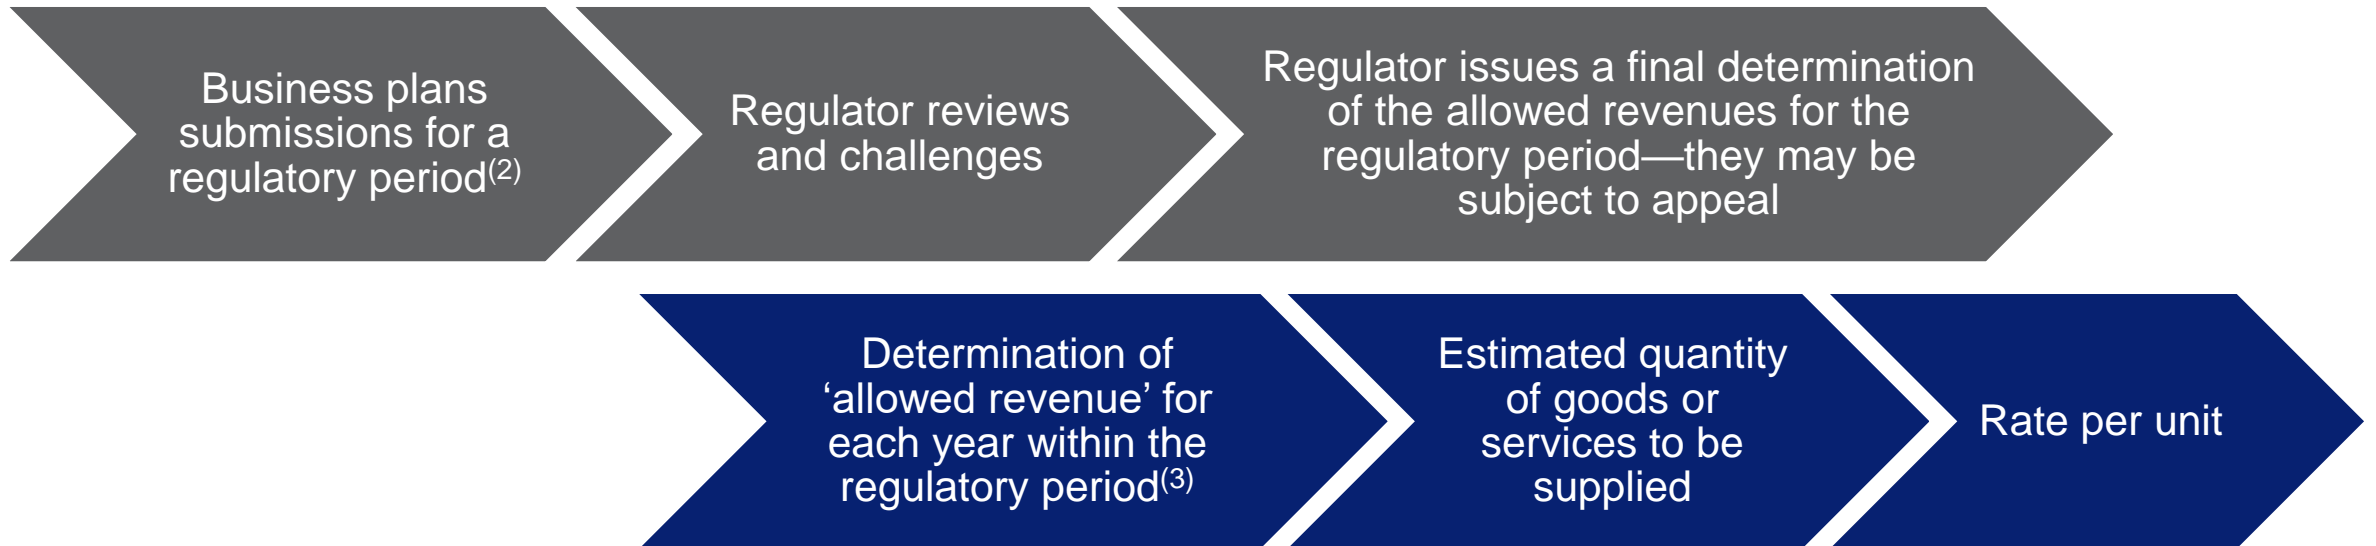 Business plans
submissions for a
regulatory period(2)
Regulator reviews
and challenges
Regulator issues a final determination
of the allowed revenues for the
regulatory period—they may be
subject to appeal
Determination of
‘allowed revenue’ for
each year within the
regulatory period(3)
Estimated quantity
of goods or
services to be
supplied
Rate per unit